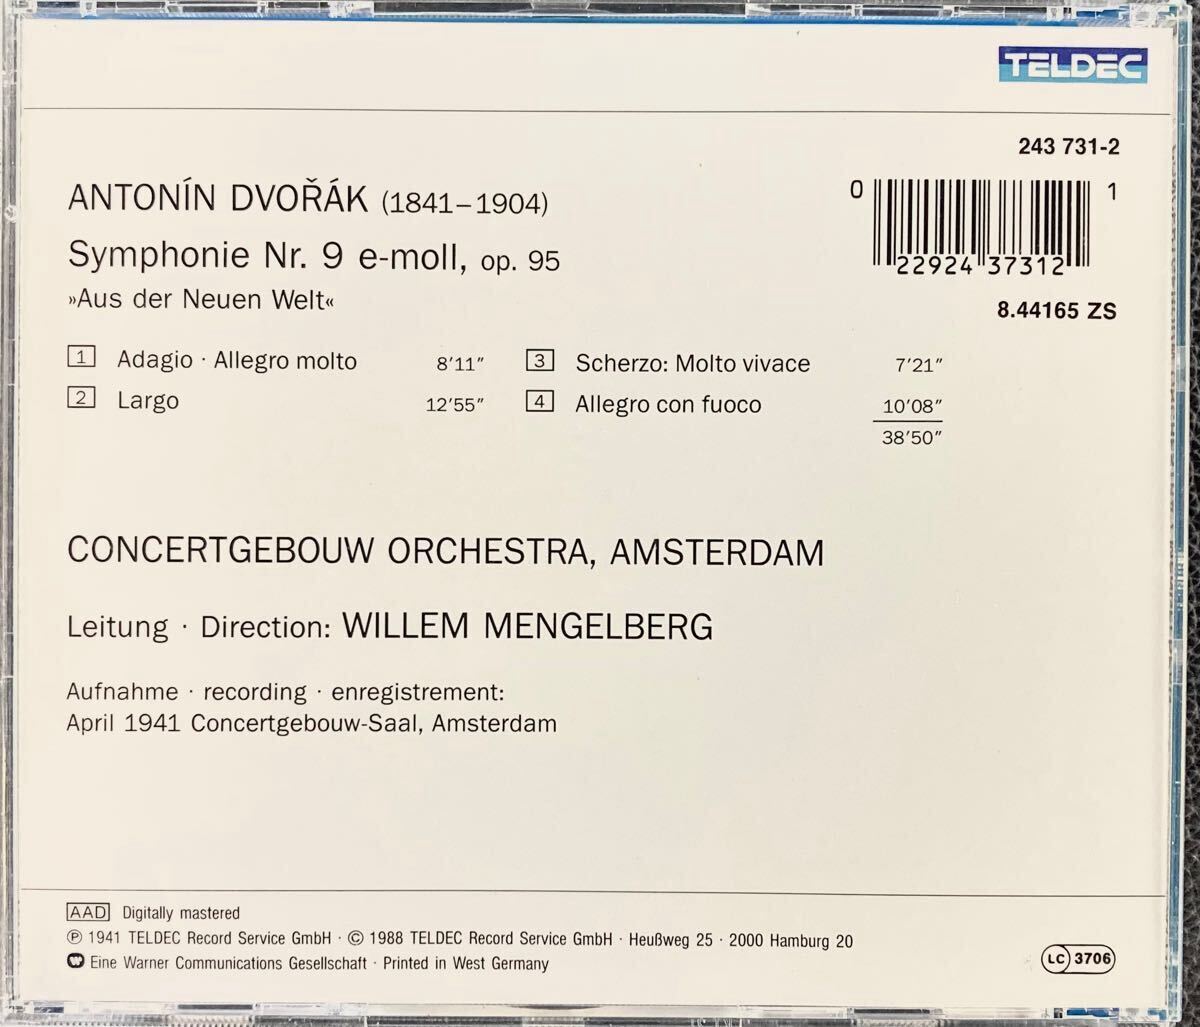 TELDEC
243 731-2
0 22924 37312 1
8.44165 ZS
ANTONÍN DVOŘÁK (1841–1904)
Symphonie Nr. 9 e-moll, op. 95
»Aus der Neuen Welt«
1 Adagio · Allegro molto 8′11″
2 Largo 12′55″
3 Scherzo: Molto vivace 7′21″
4 Allegro con fuoco 10′08″
38′50″
CONCERTGEBOUW ORCHESTRA, AMSTERDAM
Leitung · Direction: WILLEM MENGELBERG
Aufnahme · recording · enregistrement:
April 1941 Concertgebouw-Saal, Amsterdam
AAD Digitally mastered
℗ 1941 TELDEC Record Service GmbH · © 1988 TELDEC Record Service GmbH · Heußweg 25 · 2000 Hamburg 20
Eine Warner Communications Gesellschaft · Printed in West Germany
LC 3706